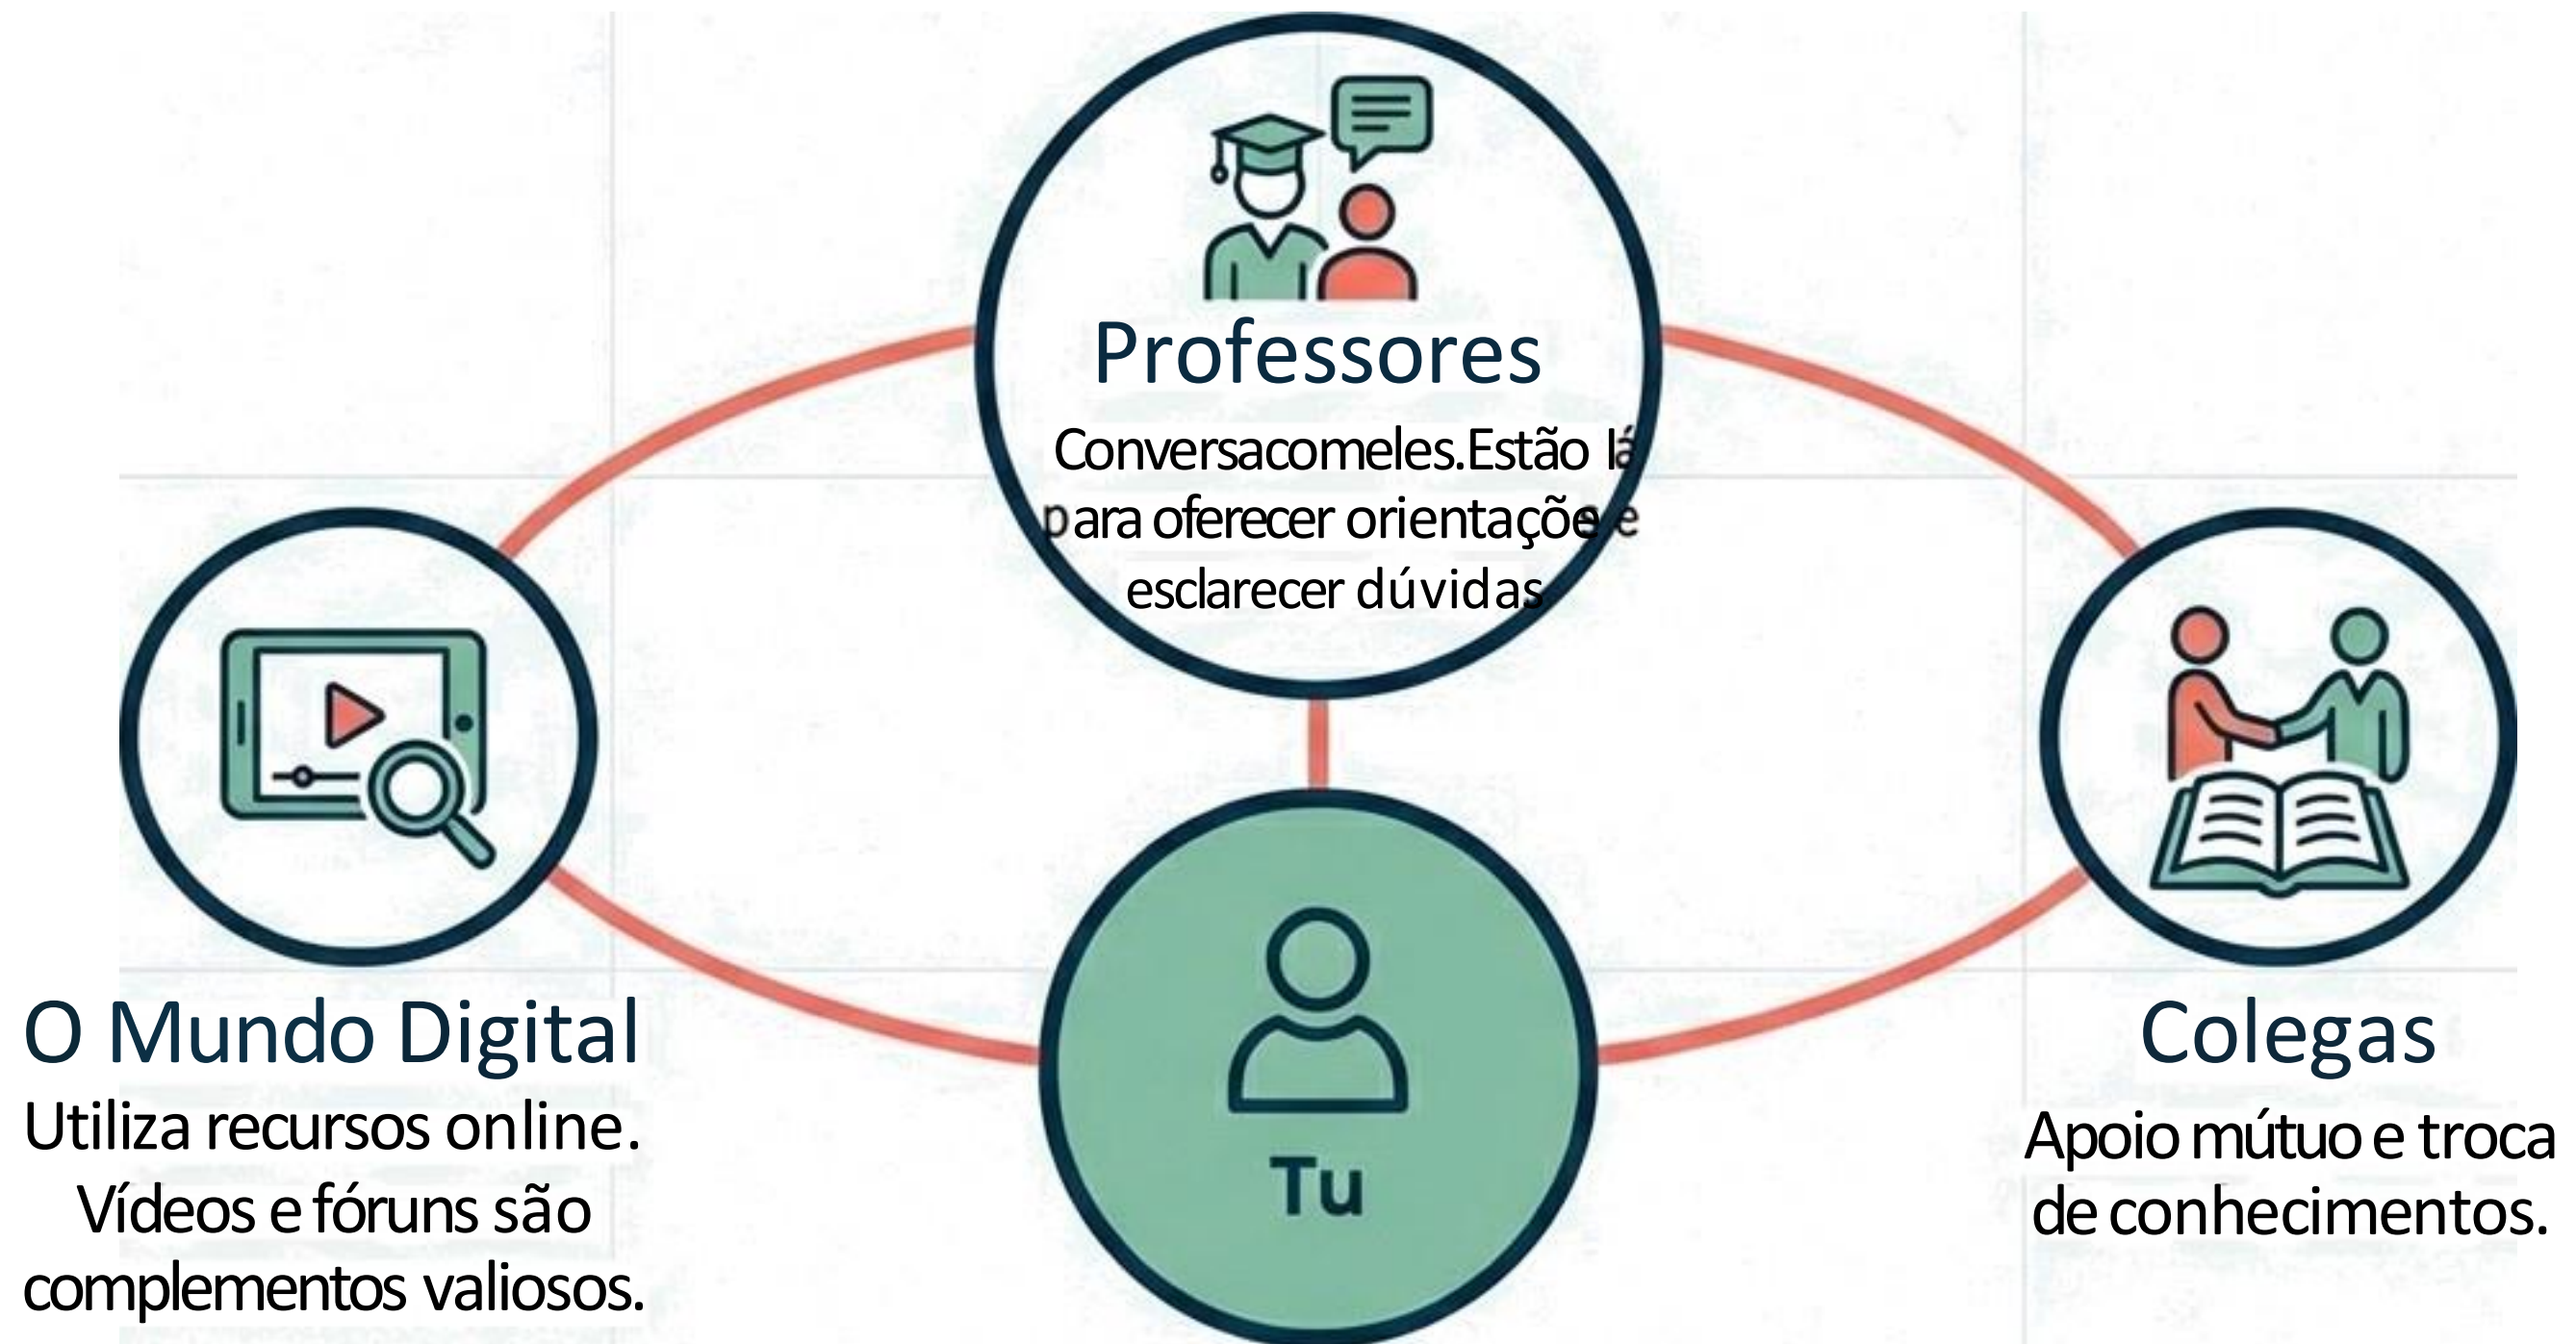 Professores
Conversacomeles.Estão lá
para oferecer orientações e
esclarecer dúvidas
O Mundo Digital
Utiliza recursos online.
Vídeos e fóruns são
complementos valiosos.
Tu
Colegas
Apoio mútuo e troca
de conhecimentos.